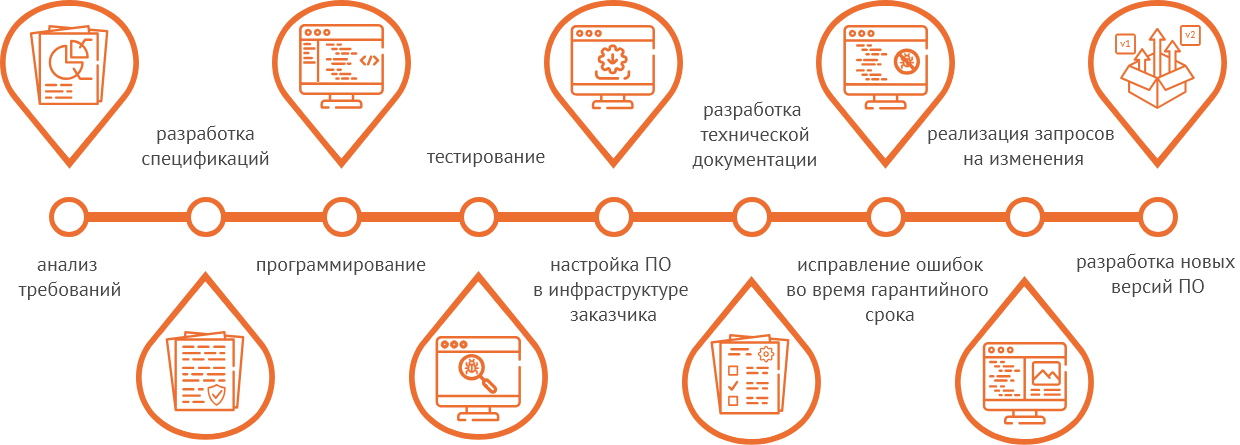 v1
v2
анализ
требований
разработка
спецификаций
программирование
тестирование
настройка ПО
в инфраструктуре
заказчика
разработка
технической
документации
исправление ошибок
во время гарантийного
срока
реализация запросов
на изменения
разработка новых
версий ПО